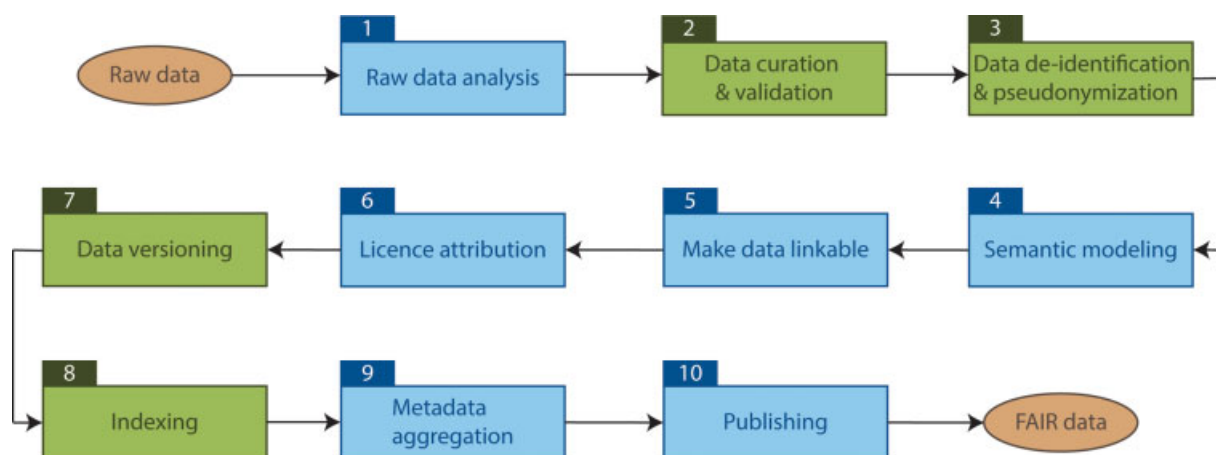 Raw data
1
Raw data analysis
2
Data curation
& validation
3
Data de-identification
& pseudonymization
4
Semantic modeling
5
Make data linkable
6
Licence attribution
7
Data versioning
8
Indexing
9
Metadata
aggregation
10
Publishing
FAIR data